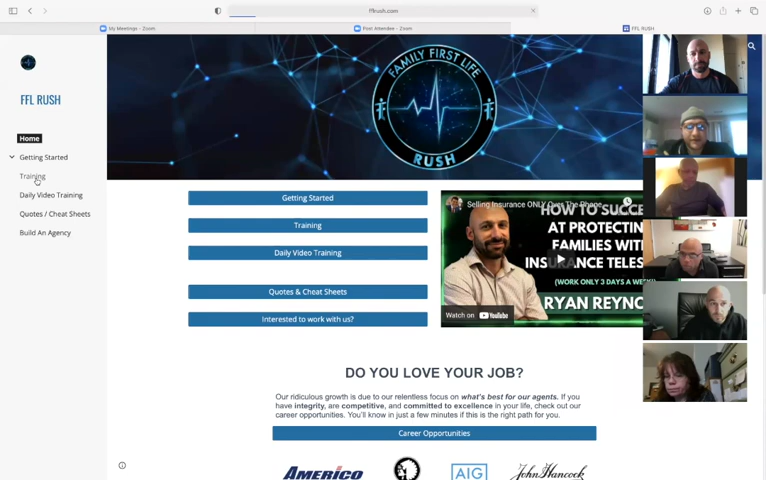 fflrush.com
My Meetings - Zoom
Post Attendee - Zoom
FFL RUSH
FFL RUSH
Home
Getting Started
Training
Daily Video Training
Quotes / Cheat Sheets
Build An Agency
FAMILY FIRST LIFE
RUSH
Getting Started
Training
Daily Video Training
Quotes & Cheat Sheets
Interested to work with us?
Selling Insurance ONLY Over The Phone
HOW TO SUCCE
AT PROTECTIN
FAMILIES WITH
INSURANCE TELES
(WORK ONLY 3 DAYS A WEEK)
RYAN REYNO
Watch on YouTube
DO YOU LOVE YOUR JOB?
Our ridiculous growth is due to our relentless focus on what's best for our agents. If you
have integrity, are competitive, and committed to excellence in your life, check out our
career opportunities. You'll know in just a few minutes if this is the right path for you.
Career Opportunities
AMERICO
AIG
John Hancock